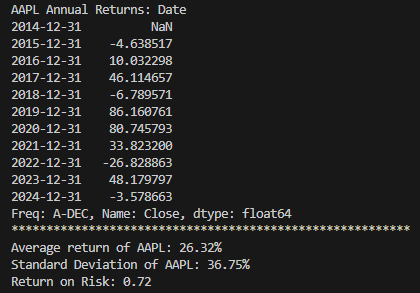 AAPL Annual Returns: Date
2014-12-31          NaN
2015-12-31    -4.638517
2016-12-31    10.032298
2017-12-31    46.114657
2018-12-31    -6.789571
2019-12-31    86.160761
2020-12-31    80.745793
2021-12-31    33.823200
2022-12-31   -26.828863
2023-12-31    48.179797
2024-12-31    -3.578663
Freq: A-DEC, Name: Close, dtype: float64
*********************************************************
Average return of AAPL: 26.32%
Standard Deviation of AAPL: 36.75%
Return on Risk: 0.72